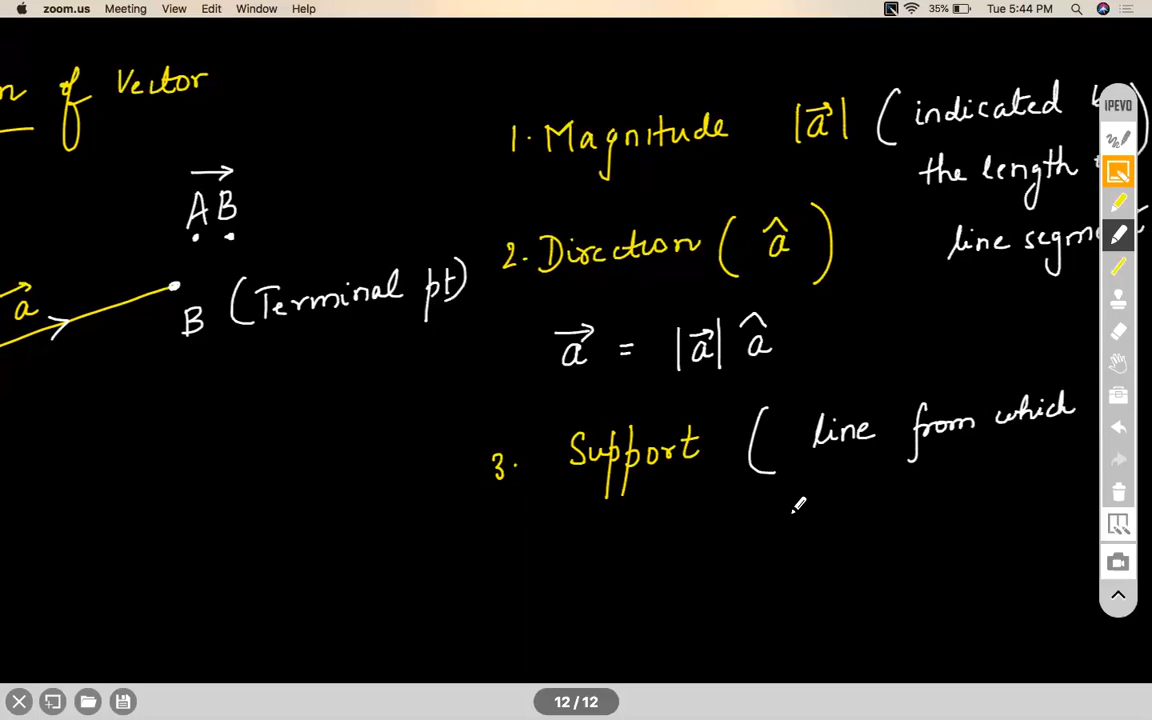 zoom.us Meeting View Edit Window Help 35% Tue 5:44 PM
of Vector
1. Magnitude |a⃗| (indicated
the length
line
IPEVO
AB
2. Direction (â)
a⃗
B (Terminal pt)
a⃗ = |a⃗| â
3. Support ( line from which
12 / 12